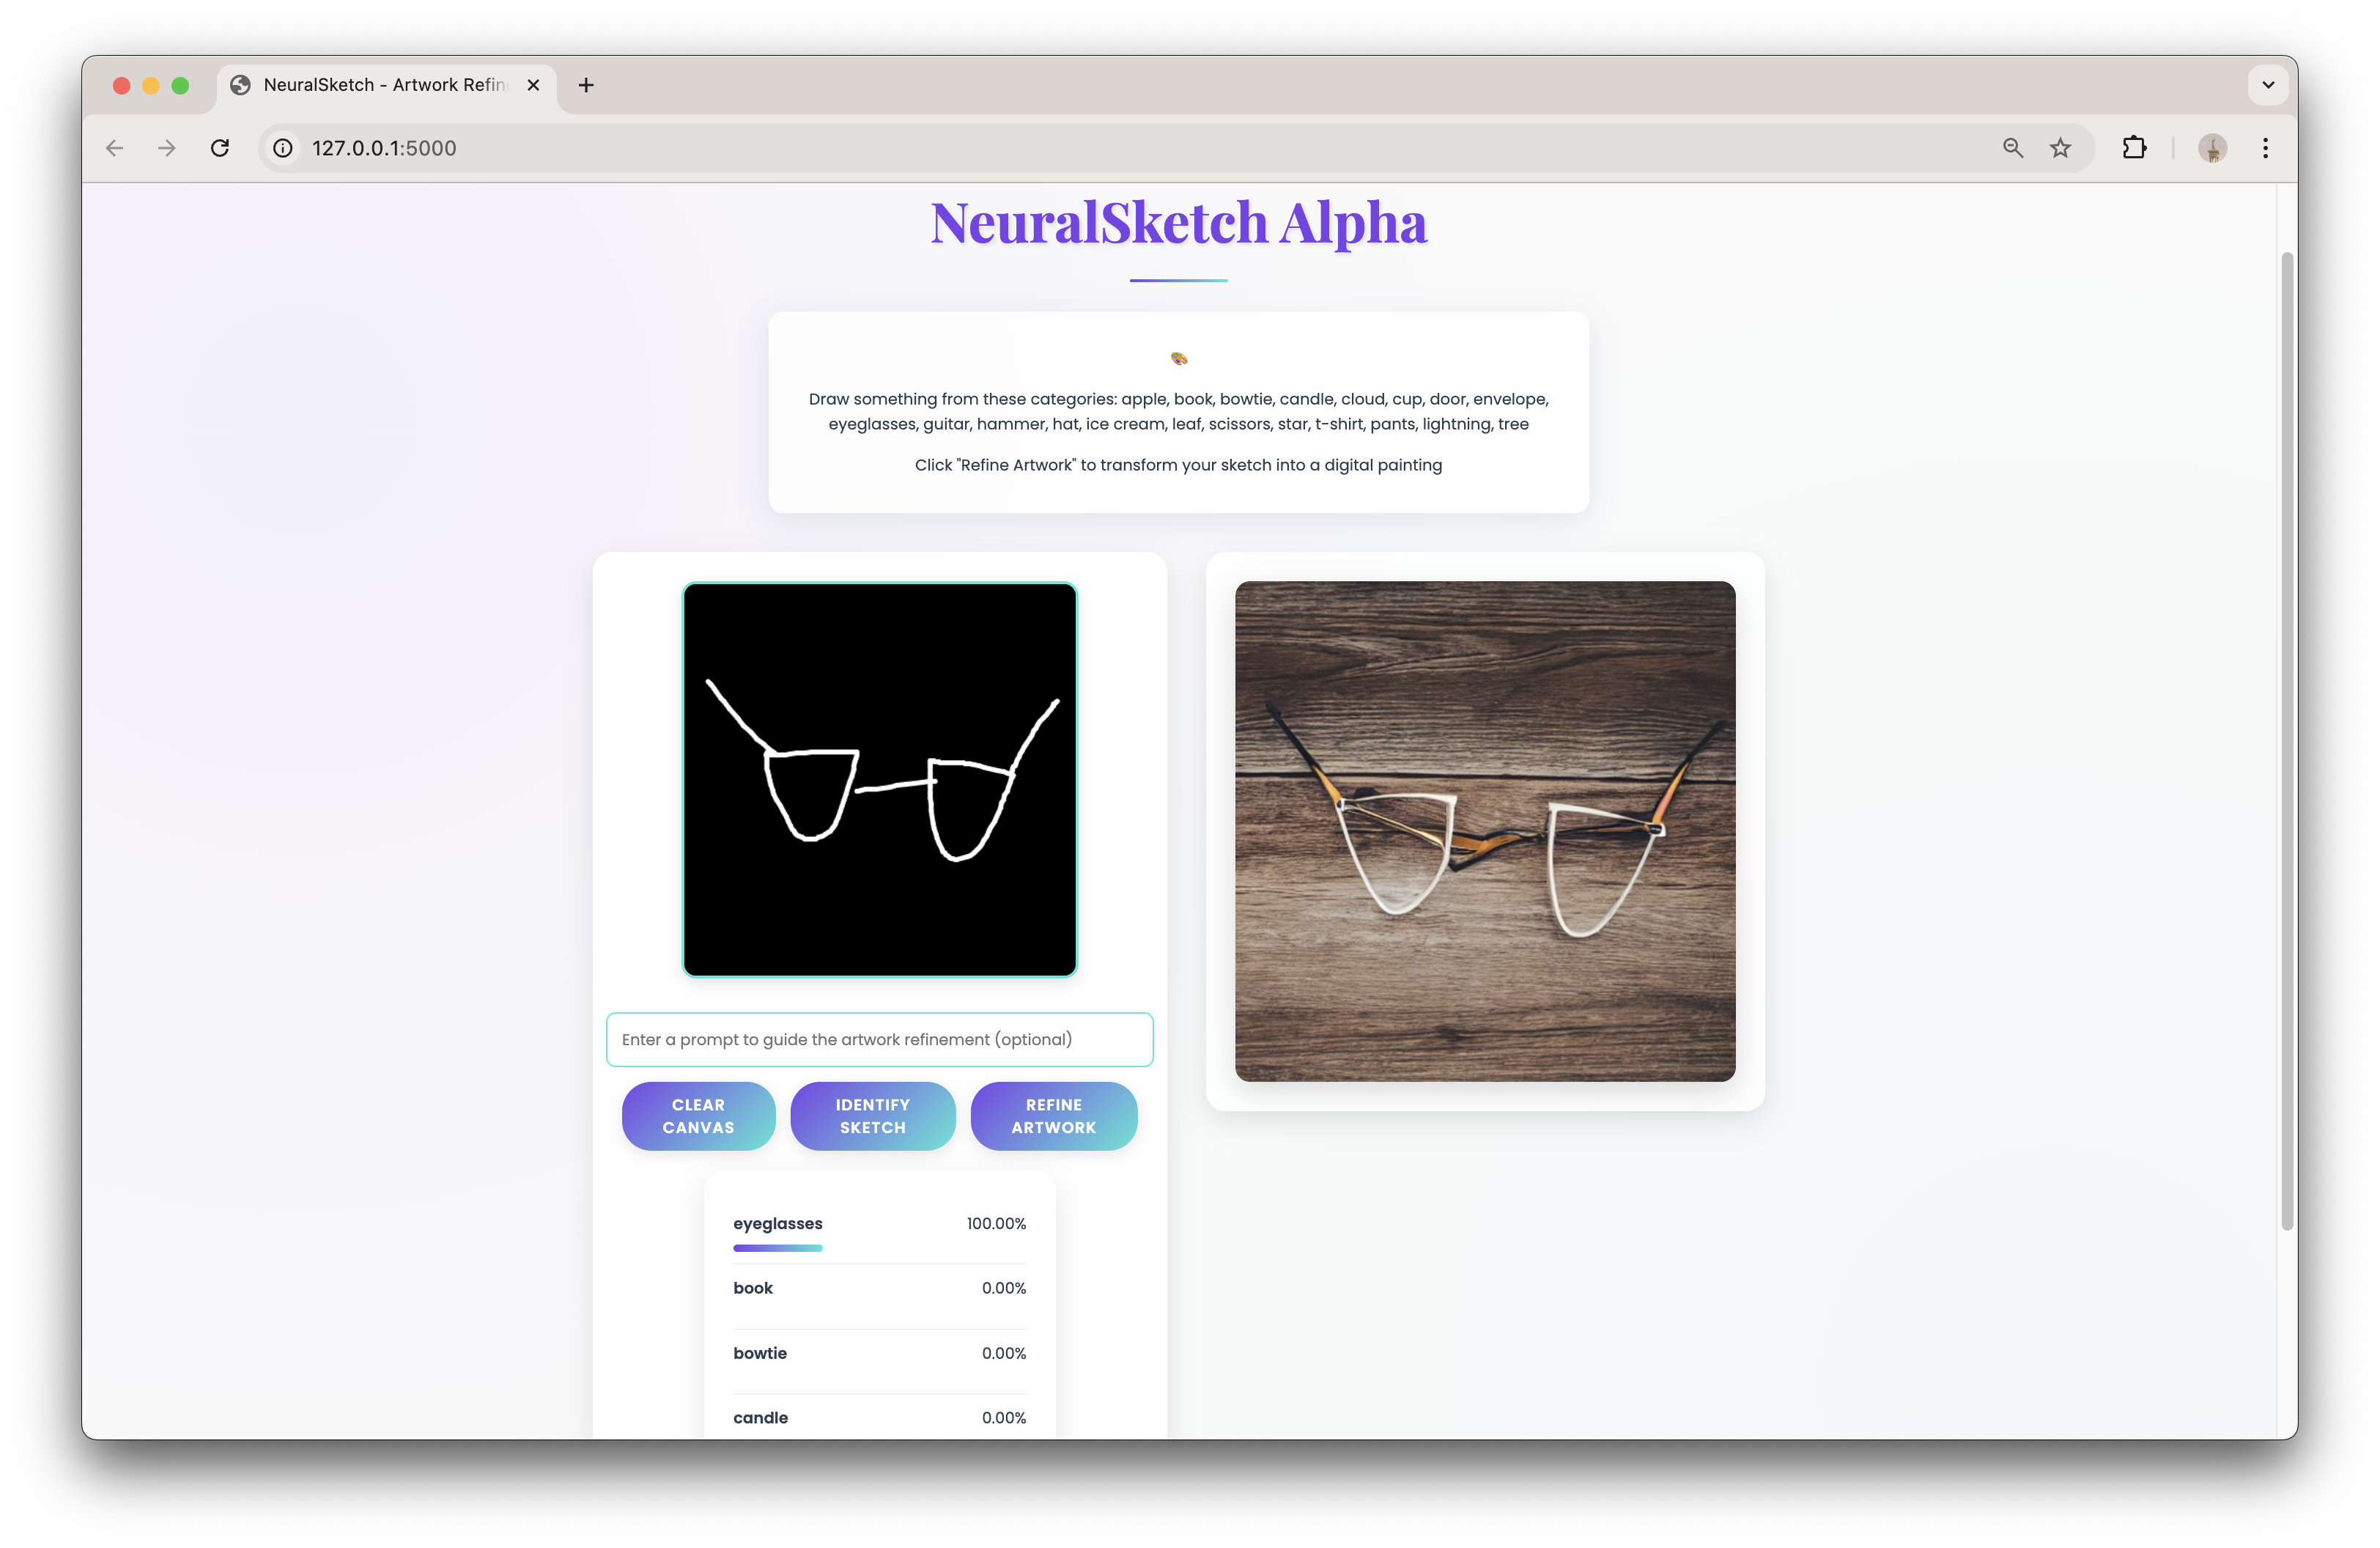 NeuralSketch - Artwork Refin
127.0.0.1:5000
NeuralSketch Alpha
Draw something from these categories: apple, book, bowtie, candle, cloud, cup, door, envelope,
eyeglasses, guitar, hammer, hat, ice cream, leaf, scissors, star, t-shirt, pants, lightning, tree
Click "Refine Artwork" to transform your sketch into a digital painting
Enter a prompt to guide the artwork refinement (optional)
CLEAR
CANVAS
IDENTIFY
SKETCH
REFINE
ARTWORK
eyeglasses 100.00%
book 0.00%
bowtie 0.00%
candle 0.00%